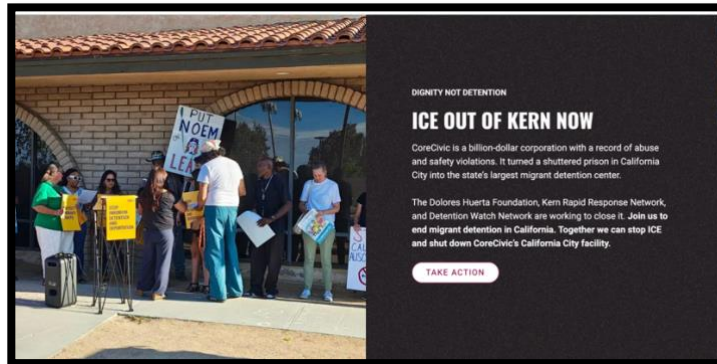 I PUT
NOEM
DIGNITY NOT DETENTION
ICE OUT OF KERN NOW
CoreCivic is a billion-dollar corporation with a record of abuse
and safety violations. It turned a shuttered prison in California
City into the state's largest migrant detention center.
The Dolores Huerta Foundation, Kern Rapid Response Network,
and Detention Watch Network are working to close it. Join us to
end migrant detention in California. Together we can stop ICE
and shut down CoreCivic's California City facility.
TAKE ACTION